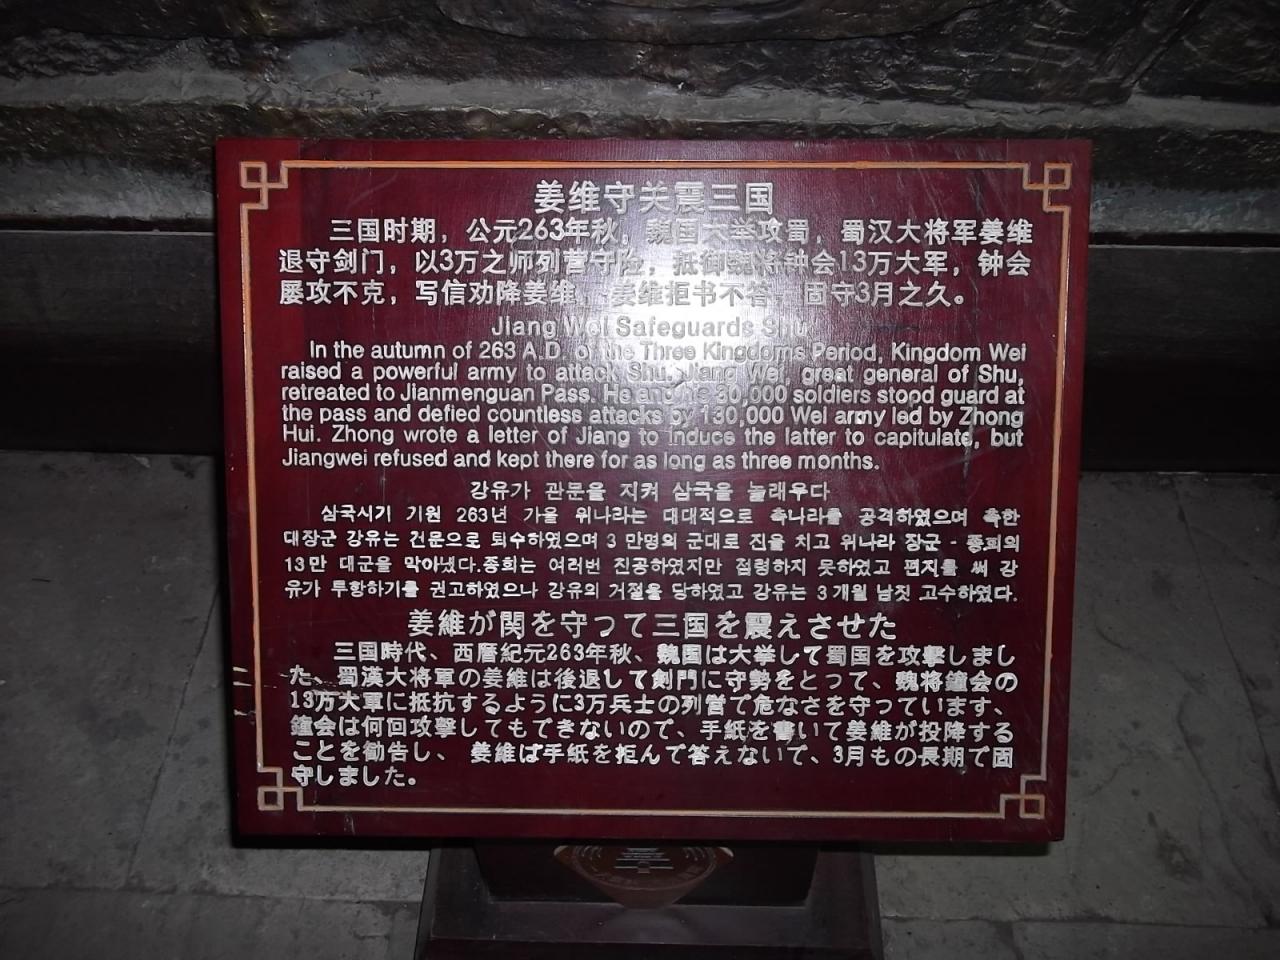 姜维守关震三国
三国时期，公元263年秋，魏国大举攻蜀，蜀汉大将军姜维
退守剑门，以3万之师列营守险，抵御魏将钟会13万大军，钟会
屡攻不克，写信劝降姜维，姜维拒书不答，固守3月之久。
Jiang Wei Safeguards Shu
In the autumn of 263 A.D. of the Three Kingdoms Period, Kingdom Wei
raised a powerful army to attack Shu. Jiang Wei, great general of Shu,
retreated to Jianmenguan Pass. He and his 30,000 soldiers stood guard at
the pass and defied countless attacks by 130,000 Wei army led by Zhong
Hui. Zhong wrote a letter of Jiang to induce the latter to capitulate, but
Jiangwei refused and kept there for as long as three months.
강유가 관문을 지켜 삼국을 놀래우다
삼국시기 기원 263년 가을 위나라는 대대적으로 촉나라를 공격하였으며 촉한
대장군 강유는 건문으로 퇴수하였으며 3 만명의 군대로 진을 치고 위나라 장군 - 종회의
13만 대군을 막아냈다.종회는 여러번 진공하였지만 점령하지 못하였고 편지를 써 강
유가 투항하기를 권고하였으나 강유의 거절을 당하였고 강유는 3개월 남짓 고수하였다.
姜維が関を守つて三国を震えさせた
三国時代、西暦紀元263年秋、魏国は大挙して蜀国を攻撃しまし
た、蜀漢大将軍の姜維は後退して剣門に守勢をとって、魏将鐘会の
13万大軍に抵抗するように3万兵士の列営で危なさを守っています、
鐘会は何回攻撃してもできないので、手紙を書いて姜維が投降する
ことを勧告し、 姜維ば手紙を拒んで答えないで、3月もの長期で固
守しました。